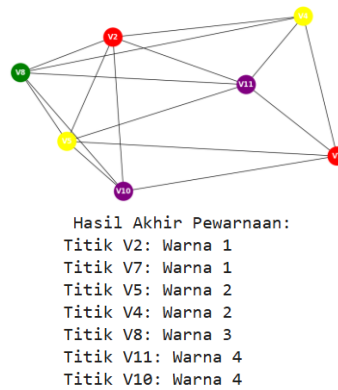 V4
V2
V8
V11
V5
V10
Hasil Akhir Pewarnaan:
Titik V2: Warna 1
Titik V7: Warna 1
Titik V5: Warna 2
Titik V4: Warna 2
Titik V8: Warna 3
Titik V11: Warna 4
Titik V10: Warna 4